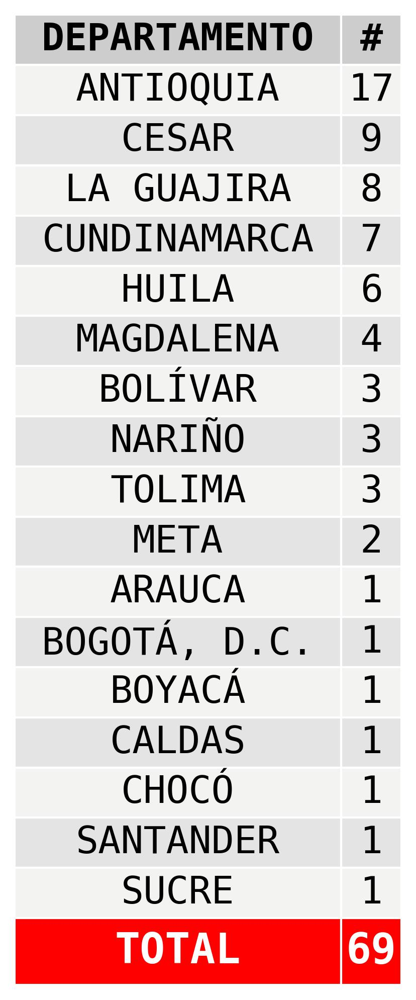 DEPARTAMENTO #
ANTIOQUIA 17
CESAR 9
LA GUAJIRA 8
CUNDINAMARCA 7
HUILA 6
MAGDALENA 4
BOLÍVAR 3
NARIÑO 3
TOLIMA 3
META 2
ARAUCA 1
BOGOTÁ, D.C. 1
BOYACÁ 1
CALDAS 1
CHOCÓ 1
SANTANDER 1
SUCRE 1
TOTAL 69